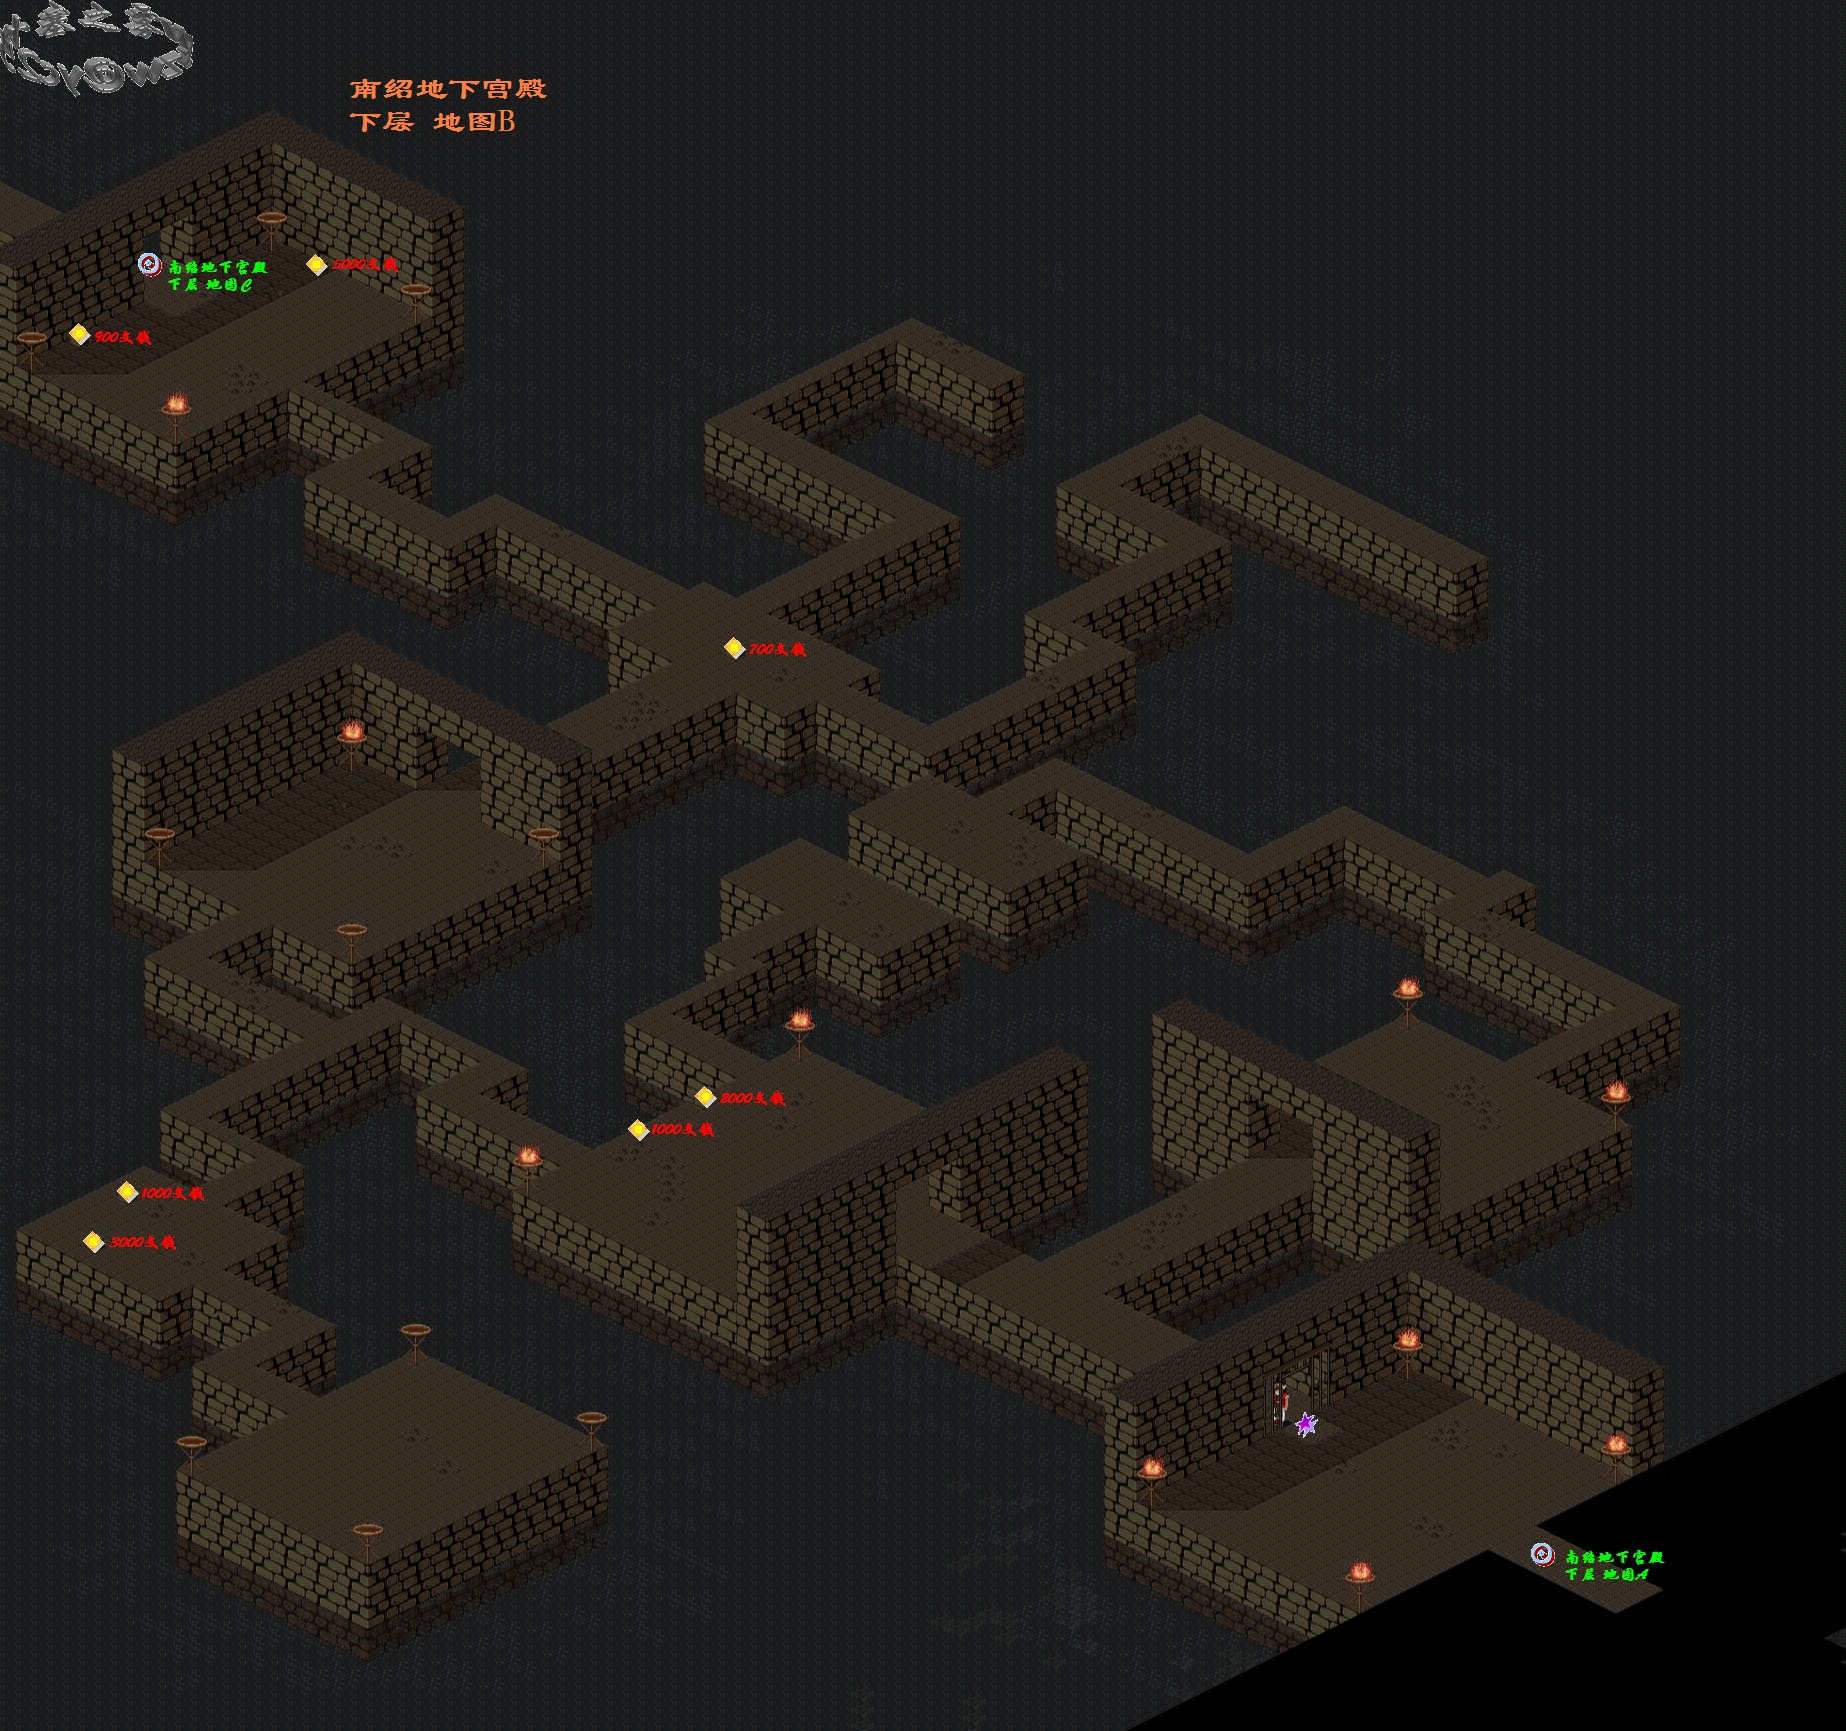 南绍地下宫殿
下层 地图B
南绍地下宫殿
下层 地图C
5000文钱
900文钱
700文钱
2000文钱
1000文钱
1000文钱
3000文钱
南绍地下宫殿
下层 地图A